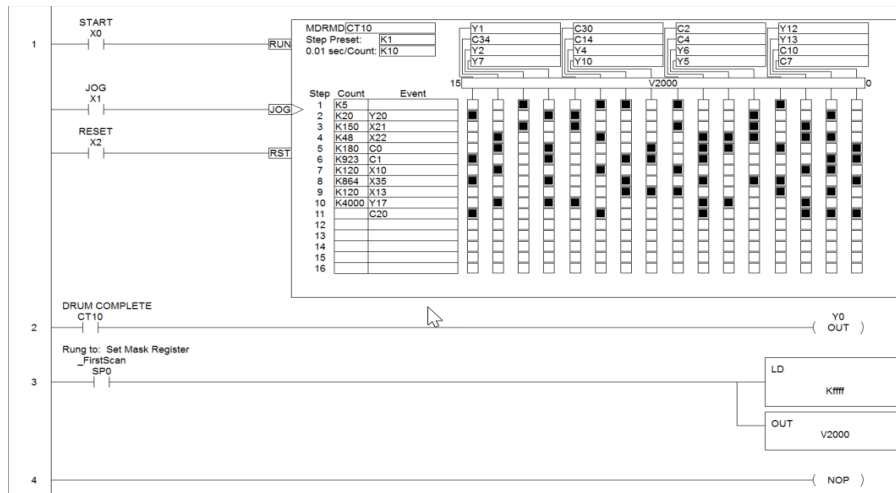 START
X0
1
RUN
JOG
X1
JOG
RESET
X2
RST
MDRMD CT10
Step Preset: K1
0.01 sec/Count: K10
Y1 C30 C2 Y12
C34 C14 C4 Y13
Y2 Y4 Y6 C10
Y7 Y10 Y5 C7
15 V2000 0
Step Count Event
1 K5
2 K20 Y20
3 K150 X21
4 K48 X22
5 K180 C0
6 K923 C1
7 K120 X10
8 K864 X35
9 K120 X13
10 K4000 Y17
11 C20
12
13
14
15
16
DRUM COMPLETE
CT10
2
Y0
( OUT )
Rung to: Set Mask Register
_FirstScan
SP0
3
LD
Kffff
OUT
V2000
4
( NOP )